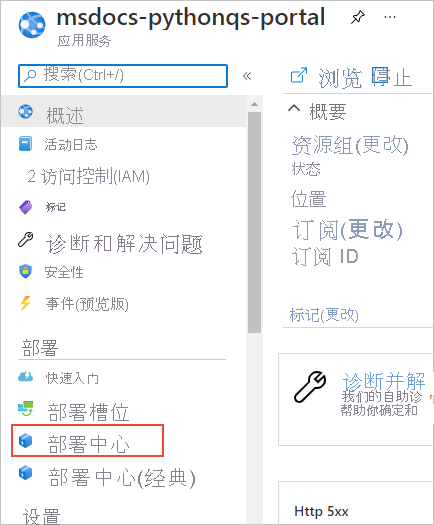 msdocs-pythonqs-portal
应用服务
搜索(Ctrl+/)
«
浏览 停止
概述
活动日志
2 访问控制(IAM)
标记
诊断和解决问题
安全性
事件(预览版)
部署
快速入门
部署槽位
部署中心
部署中心(经典)
设置
概要
资源组(更改)
状态
位置
订阅(更改)
订阅 ID
标记(更改)
诊断并解
我们的自助诊
帮助你确定和
Http 5xx